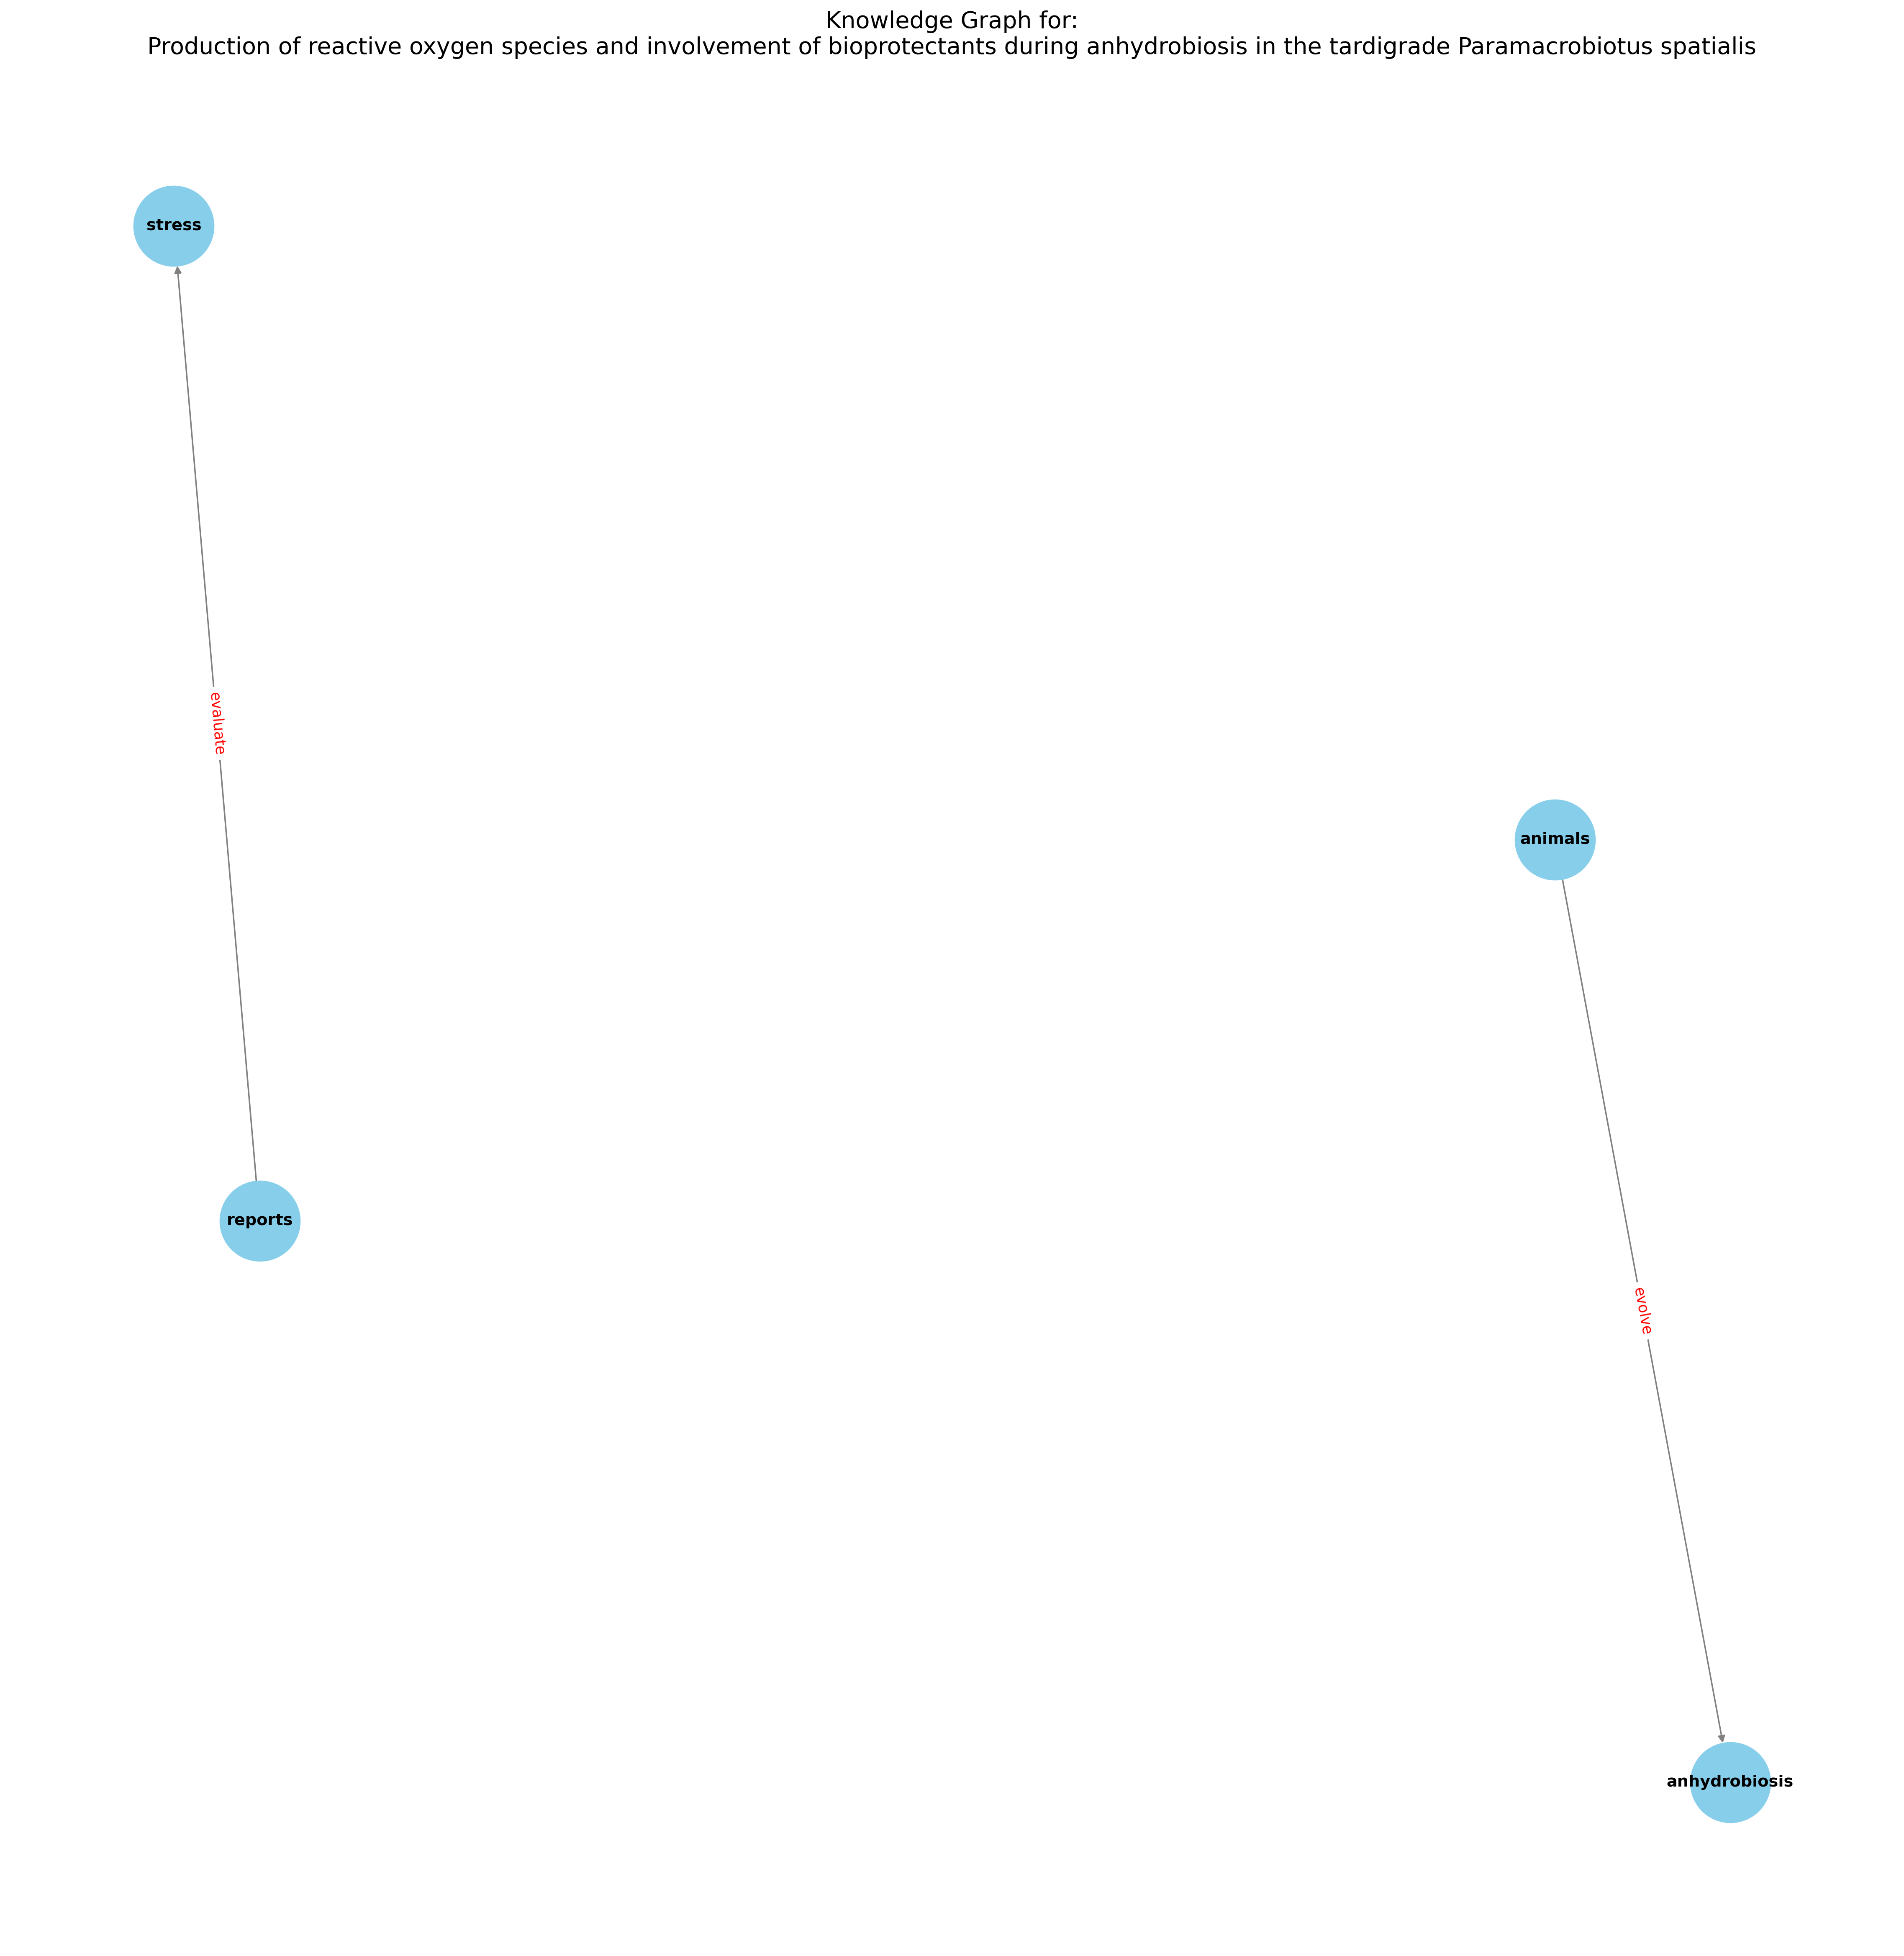 Knowledge Graph for:
Production of reactive oxygen species and involvement of bioprotectants during anhydrobiosis in the tardigrade Paramacrobiotus spatialis
stress
evaluate
animals
reports
evolve
anhydrobiosis